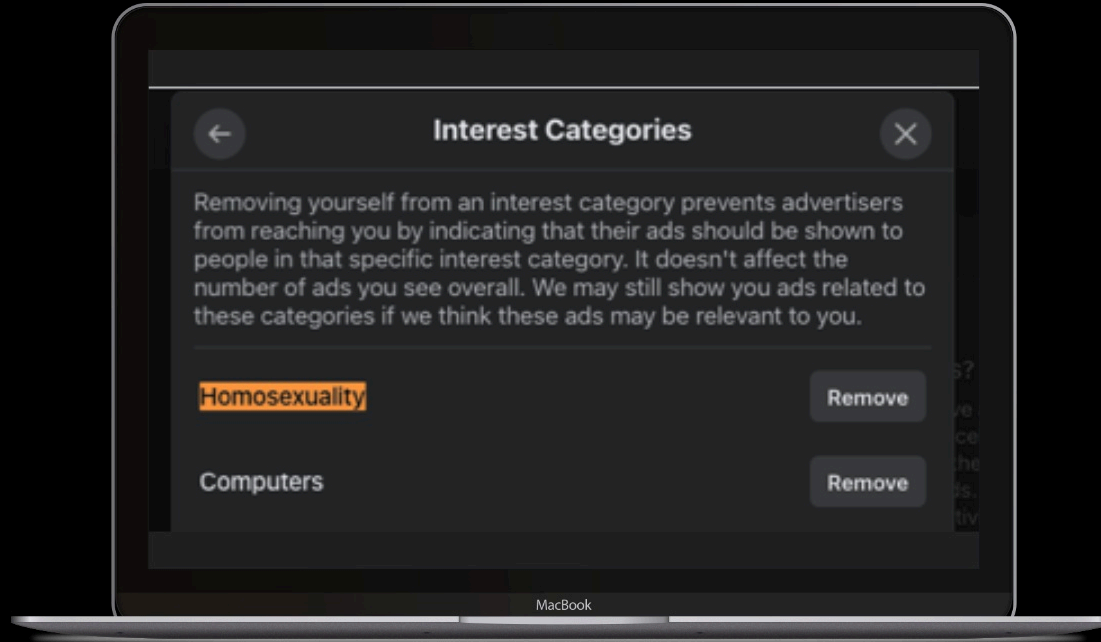 Interest Categories
Removing yourself from an interest category prevents advertisers
from reaching you by indicating that their ads should be shown to
people in that specific interest category. It doesn't affect the
number of ads you see overall. We may still show you ads related to
these categories if we think these ads may be relevant to you.
Homosexuality
Remove
Computers
Remove
MacBook